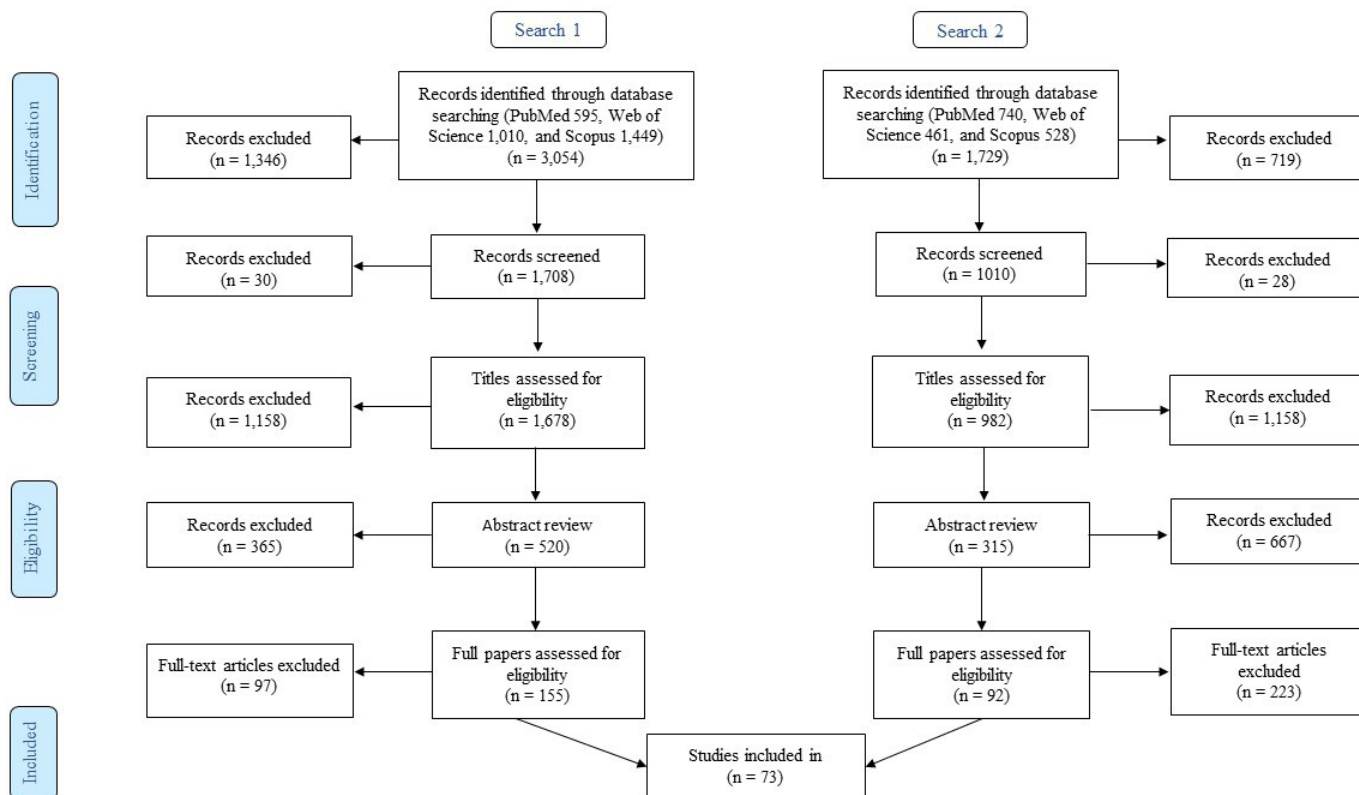 Search 1
Search 2
Identification
Records identified through database
searching (PubMed 595, Web of
Science 1,010, and Scopus 1,449)
(n = 3,054)
Records excluded
(n = 1,346)
Records identified through database
searching (PubMed 740, Web of
Science 461, and Scopus 528)
(n = 1,729)
Records excluded
(n = 719)
Screening
Records excluded
(n = 30)
Records screened
(n = 1,708)
Records screened
(n = 1010)
Records excluded
(n = 28)
Records excluded
(n = 1,158)
Titles assessed for
eligibility
(n = 1,678)
Titles assessed for
eligibility
(n = 982)
Records excluded
(n = 1,158)
Eligibility
Records excluded
(n = 365)
Abstract review
(n = 520)
Abstract review
(n = 315)
Records excluded
(n = 667)
Full-text articles excluded
(n = 97)
Full papers assessed for
eligibility
(n = 155)
Full papers assessed for
eligibility
(n = 92)
Full-text articles
excluded
(n = 223)
Included
Studies included in
(n = 73)